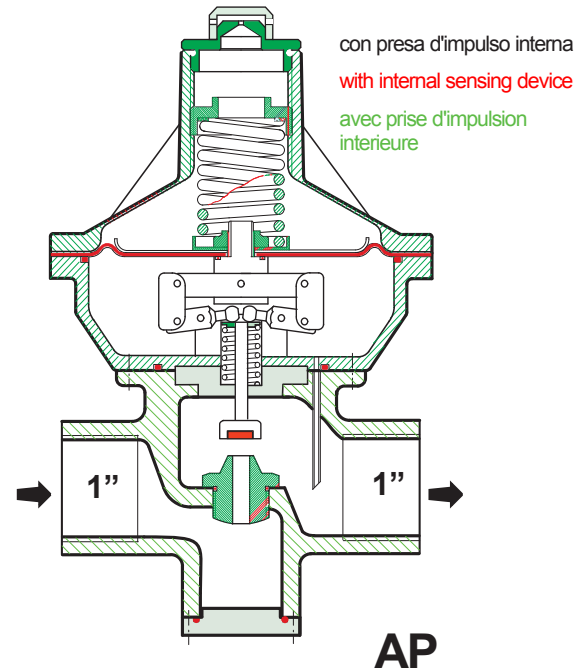 con presa d'impulso interna
with internal sensing device
avec prise d'impulsion
interieure
1”
1”
AP